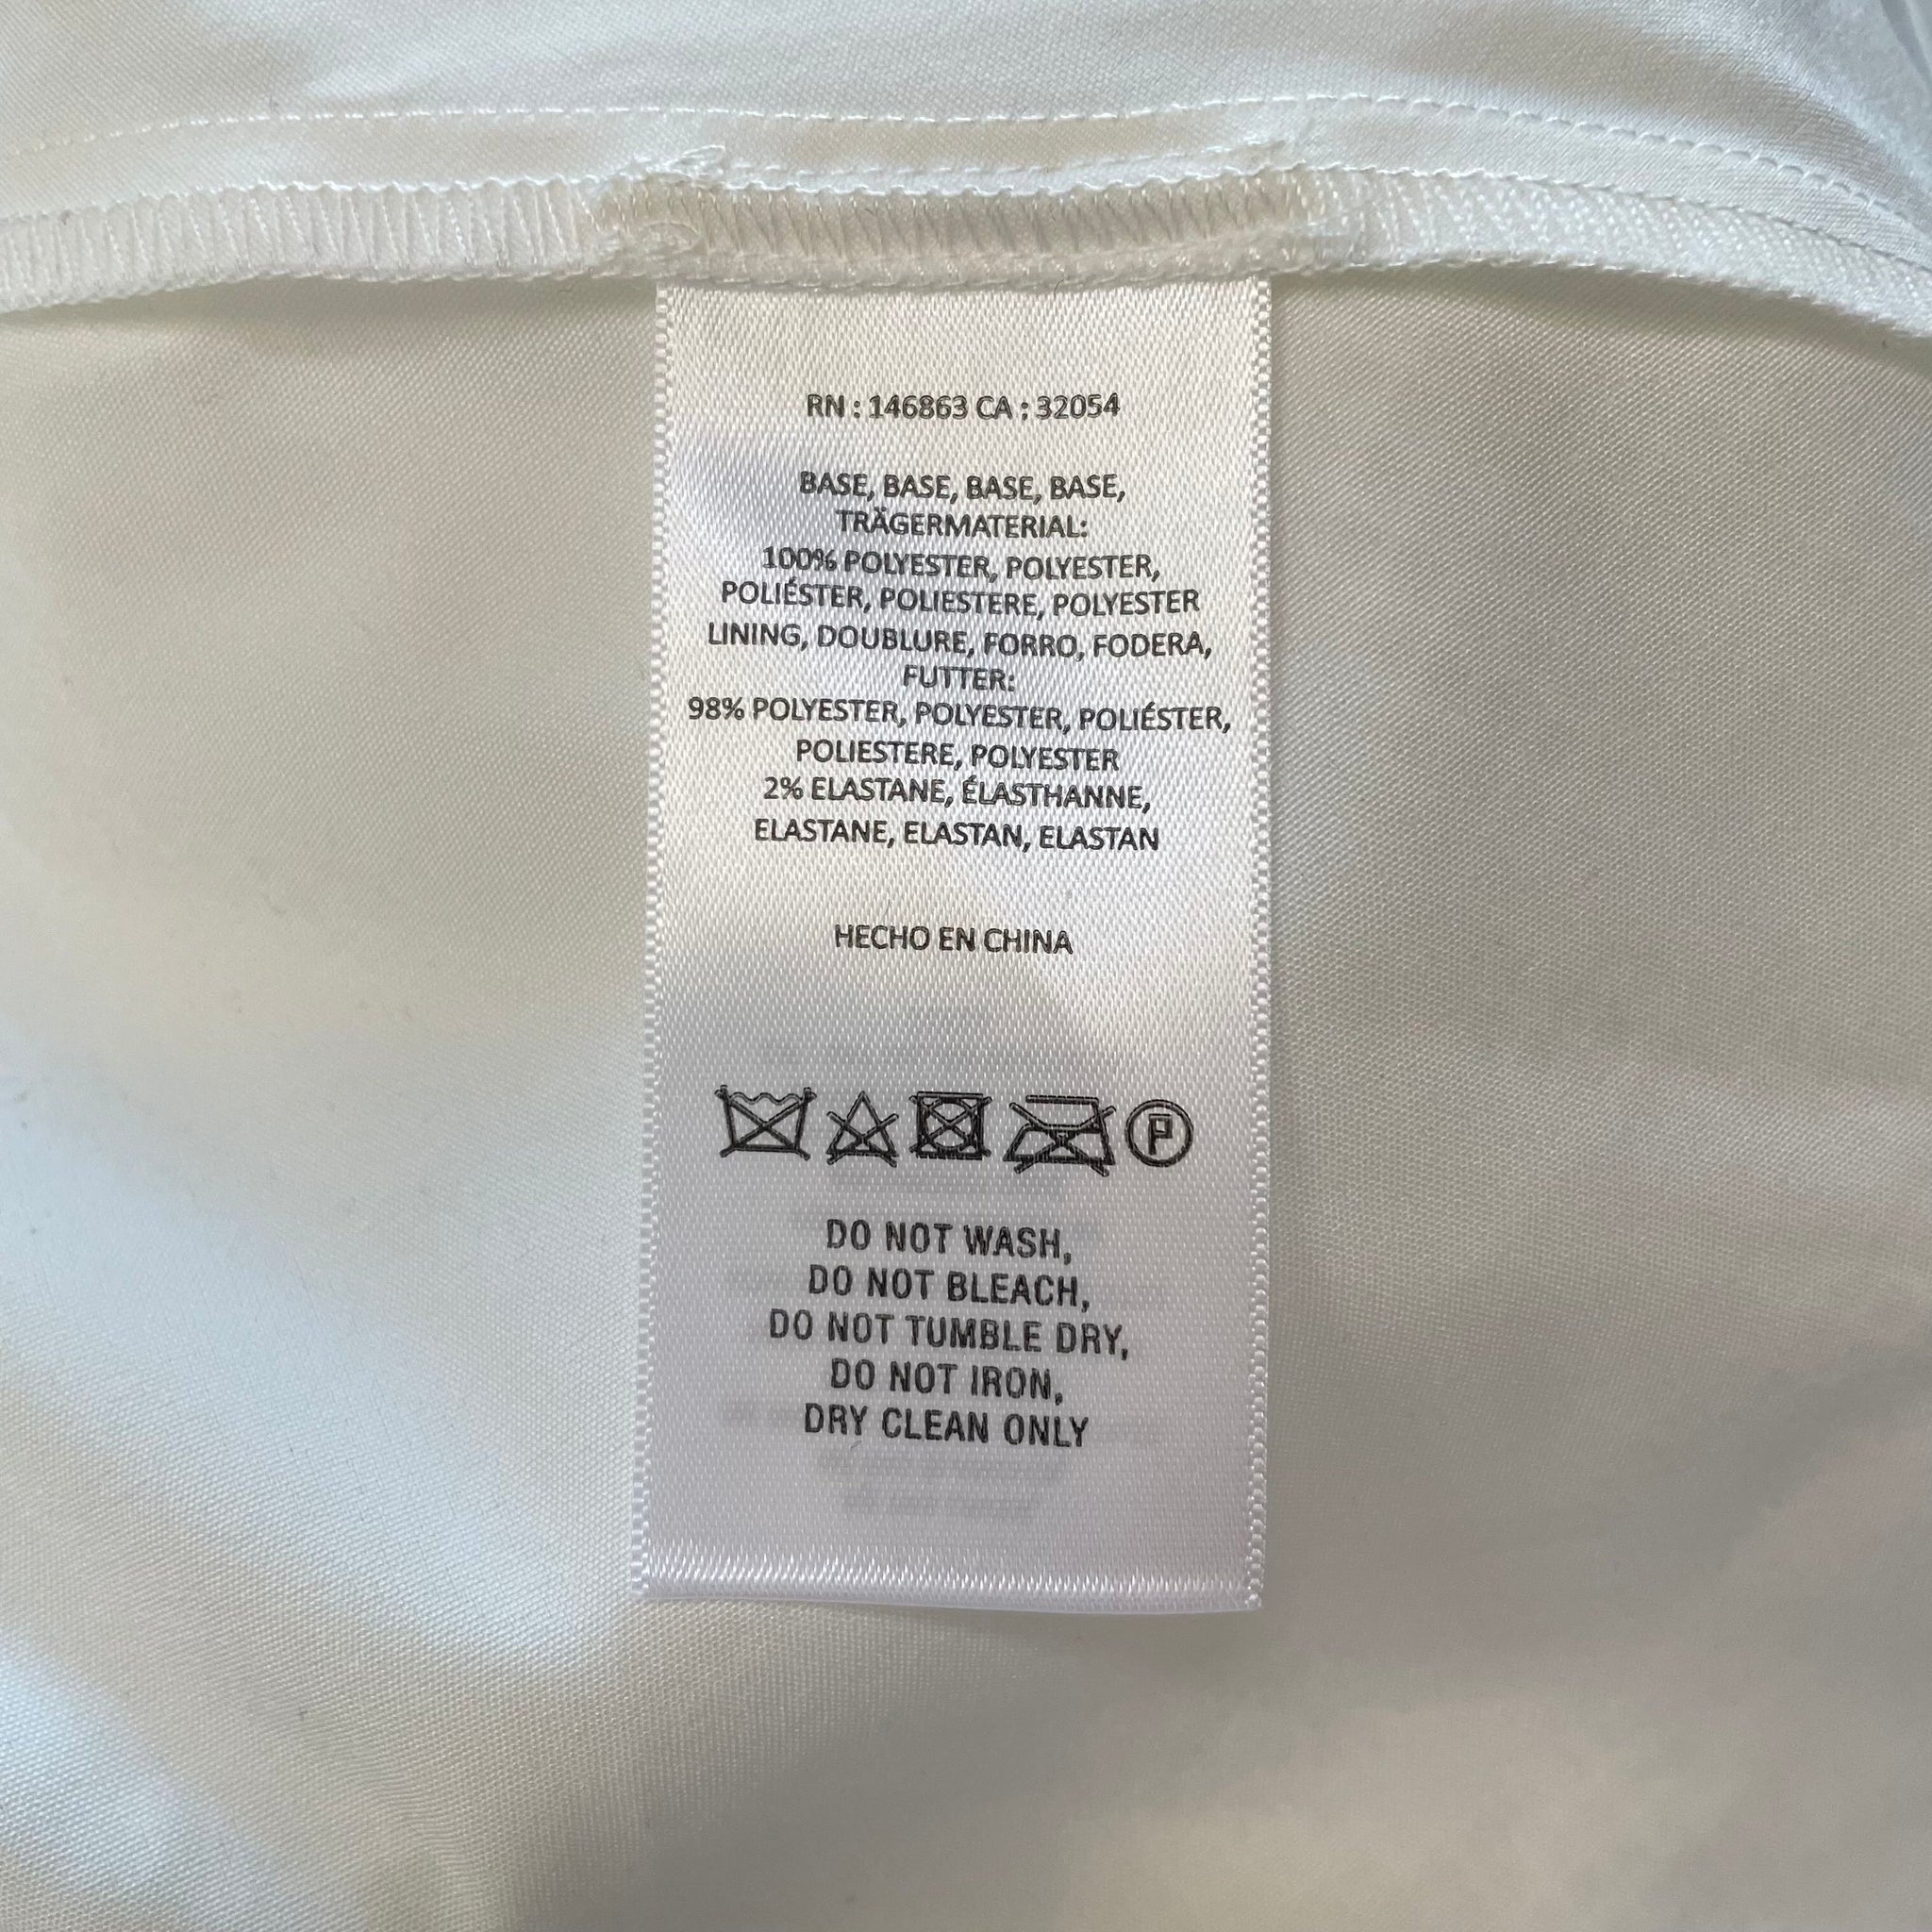 RN : 146863 CA : 32054
BASE, BASE, BASE, BASE,
TRÄGERMATERIAL:
100% POLYESTER, POLYESTER,
POLIÉSTER, POLIESTERE, POLYESTER
LINING, DOUBLURE, FORRO, FODERA,
FUTTER:
98% POLYESTER, POLYESTER, POLIÉSTER,
POLIESTERE, POLYESTER
2% ELASTANE, ÉLASTHANNE,
ELASTANE, ELASTAN, ELASTAN
HECHO EN CHINA
P
DO NOT WASH,
DO NOT BLEACH,
DO NOT TUMBLE DRY,
DO NOT IRON,
DRY CLEAN ONLY